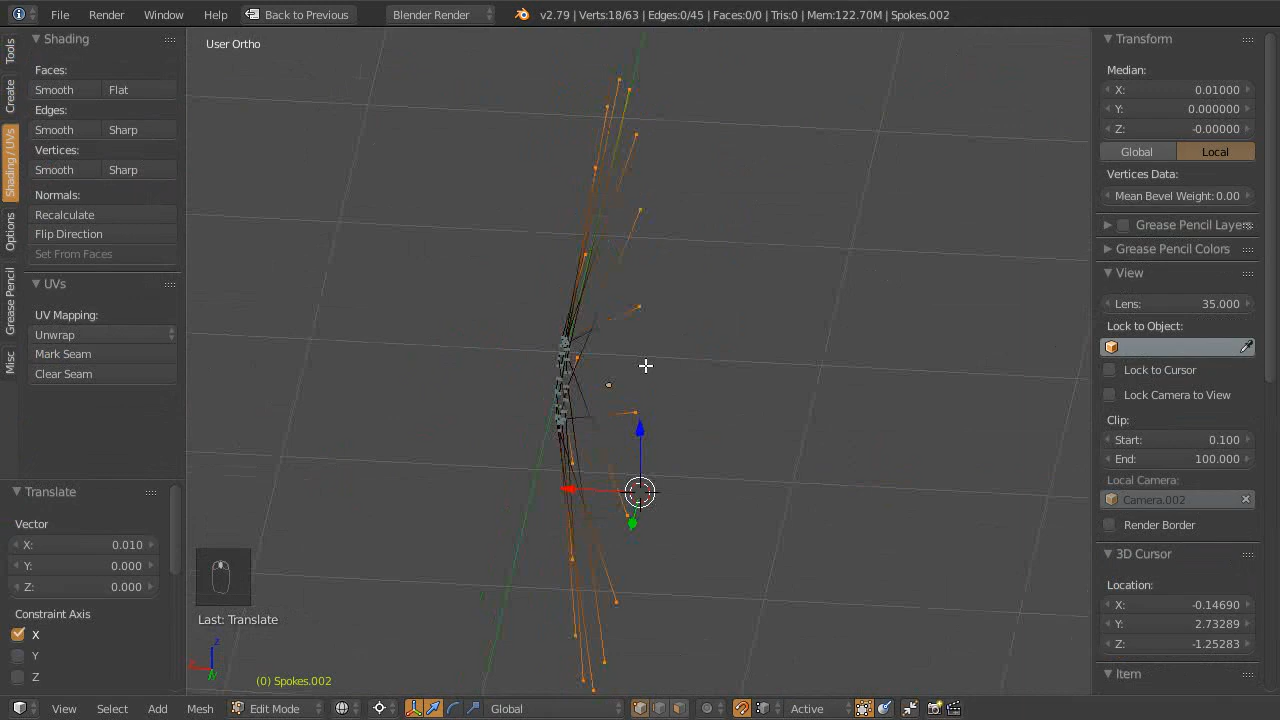 File Render Window Help Back to Previous Blender Render v2.79 | Verts:18/63 | Edges:0/45 | Faces:0/0 | Tris:0 | Mem:122.70M | Spokes.002
Tools
Create
Shading / UVs
Options
Grease Pencil
Misc
Shading
Faces:
Smooth Flat
Edges:
Smooth Sharp
Vertices:
Smooth Sharp
Normals:
Recalculate
Flip Direction
Set From Faces
UVs
UV Mapping:
Unwrap
Mark Seam
Clear Seam
Translate
Vector
X: 0.010
Y: 0.000
Z: 0.000
Constraint Axis
X
Y
Z
User Ortho
Last: Translate
(0) Spokes.002
Transform
Median:
X: 0.01000
Y: 0.000000
Z: -0.00000
Global Local
Vertices Data:
Mean Bevel Weight: 0.00
Grease Pencil Layers
Grease Pencil Colors
View
Lens: 35.000
Lock to Object:
Lock to Cursor
Lock Camera to View
Clip:
Start: 0.100
End: 100.000
Local Camera:
Camera.002
Render Border
3D Cursor
Location:
X: -0.14690
Y: 2.73289
Z: -1.25283
Item
View Select Add Mesh Edit Mode Global Active